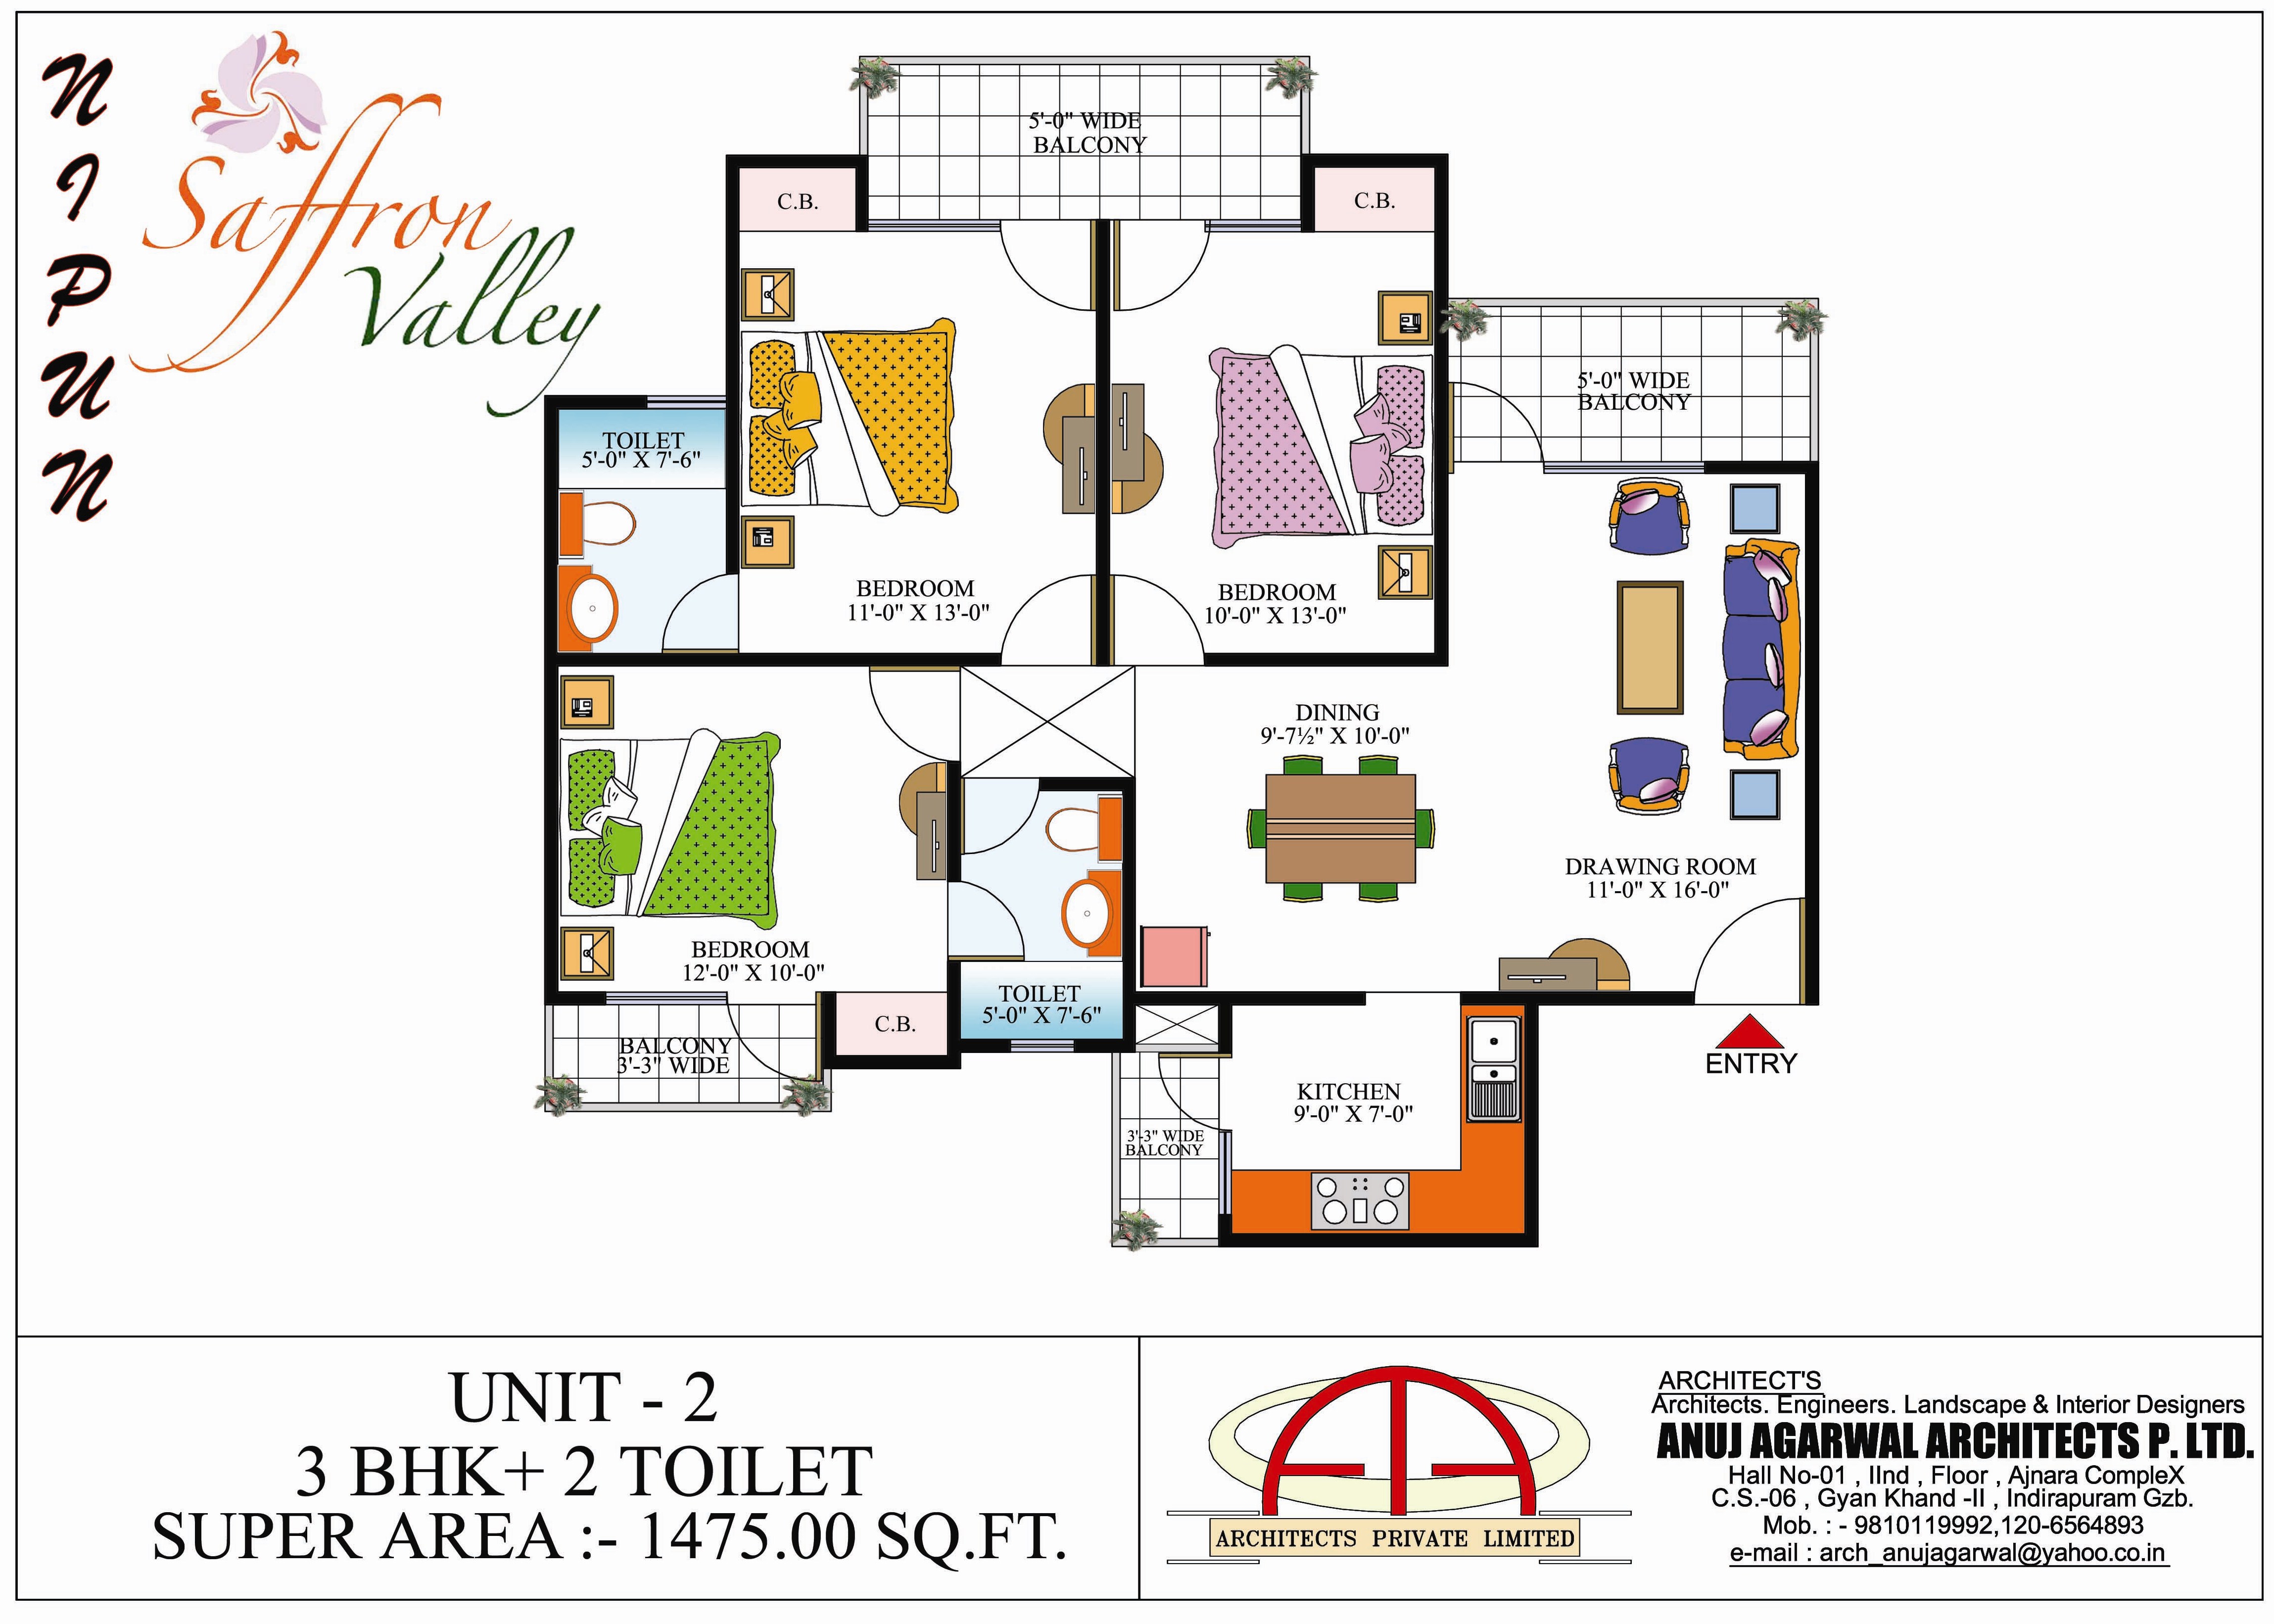 NIPUN
Saffron
Valley
5'-0" WIDE
BALCONY
C.B.
C.B.
5'-0" WIDE
BALCONY
TOILET
5'-0" X 7'-6"
BEDROOM
11'-0" X 13'-0"
BEDROOM
10'-0" X 13'-0"
DINING
9'-7½" X 10'-0"
DRAWING ROOM
11'-0" X 16'-0"
BEDROOM
12'-0" X 10'-0"
TOILET
5'-0" X 7'-6"
C.B.
BALCONY
3'-3" WIDE
ENTRY
KITCHEN
9'-0" X 7'-0"
3'-3" WIDE
BALCONY
UNIT - 2
3 BHK+ 2 TOILET
SUPER AREA :- 1475.00 SQ.FT.
ARCHITECTS PRIVATE LIMITED
ARCHITECT'S
Architects. Engineers. Landscape & Interior Designers
ANUJ AGARWAL ARCHITECTS P. LTD.
Hall No-01 , IInd , Floor , Ajnara CompleX
C.S.-06 , Gyan Khand -II , Indirapuram Gzb.
Mob. : - 9810119992,120-6564893
e-mail : arch_anujagarwal@yahoo.co.in